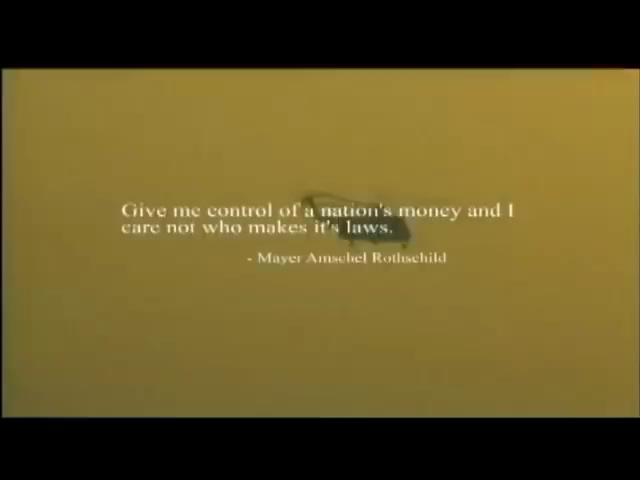 Give me control of a nation's money and I
care not who makes it's laws.
- Mayer Amschel Rothschild